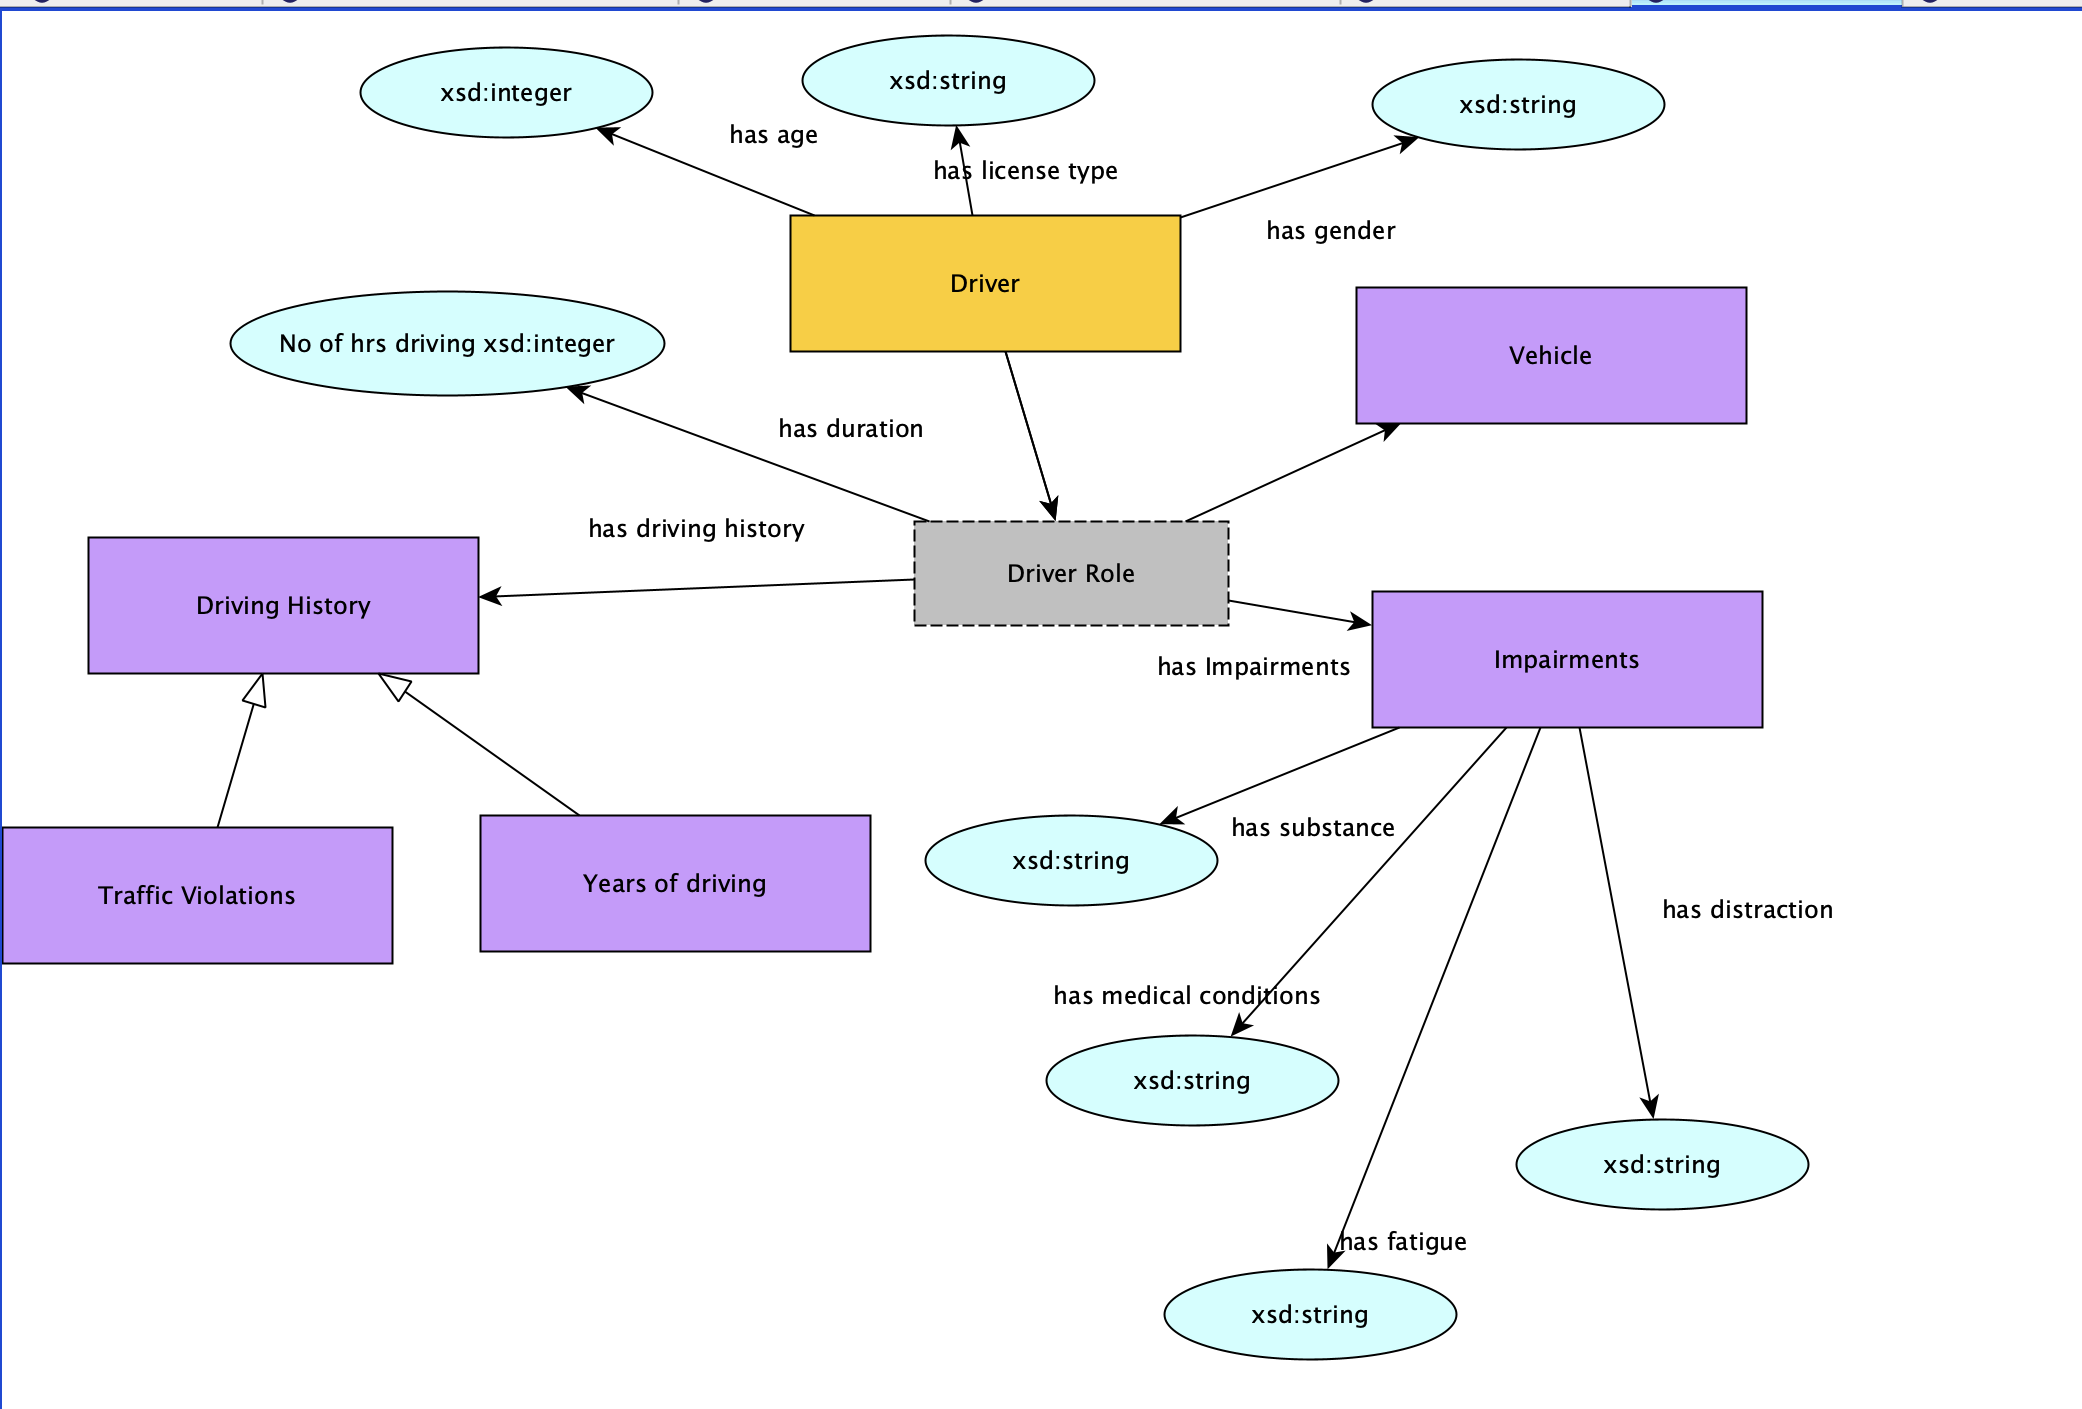 xsd:integer
xsd:string
xsd:string
has age
has license type
has gender
Driver
No of hrs driving xsd:integer
Vehicle
has duration
has driving history
Driver Role
Driving History
has Impairments
Impairments
has substance
xsd:string
Traffic Violations
Years of driving
has distraction
has medical conditions
xsd:string
xsd:string
has fatigue
xsd:string